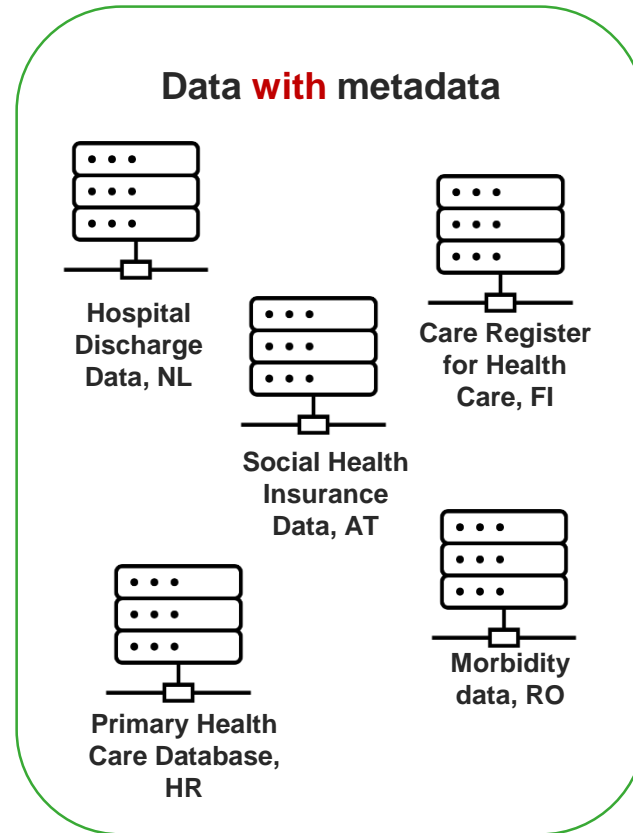 Data with metadata
Hospital
Discharge
Data, NL
Care Register
for Health
Care, FI
Social Health
Insurance
Data, AT
Morbidity
data, RO
Primary Health
Care Database,
HR